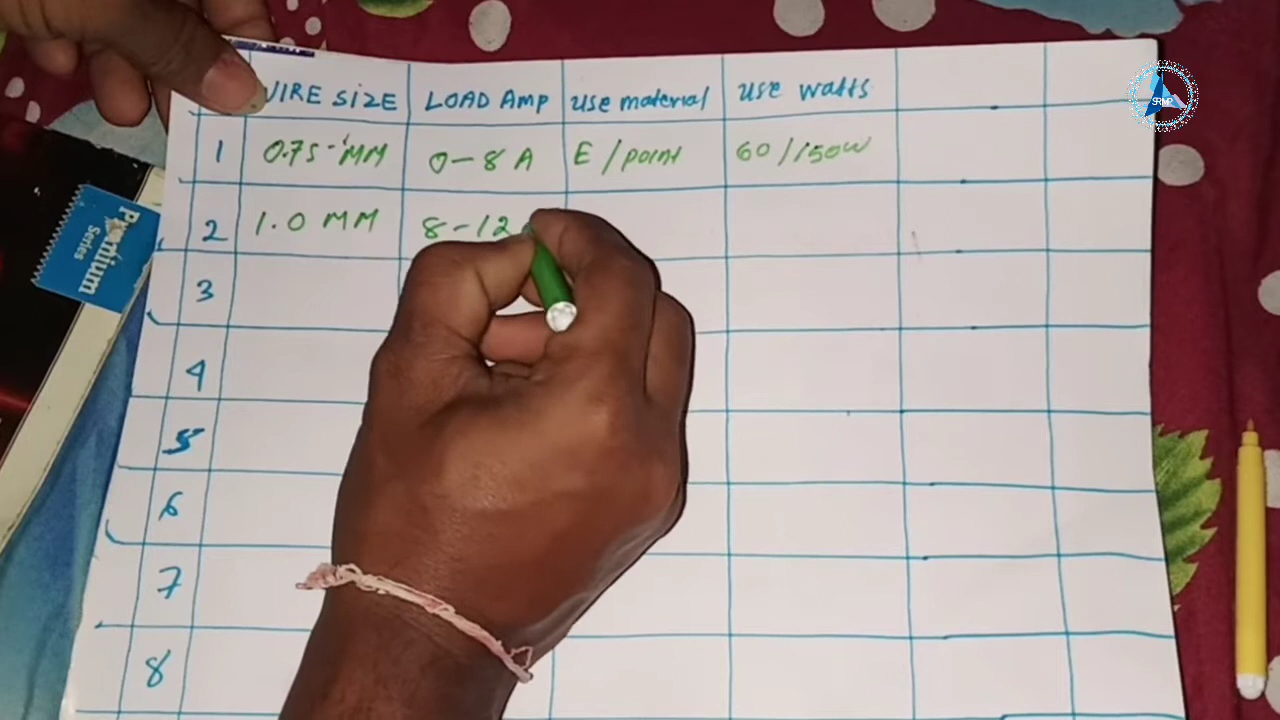 WIRE SIZE LOAD AMP Use material Use watts
1 0.75-MM 0-8 A E/point 60/150W
2 1.0 MM 8-12
3
4
5
6
7
8
Premium
Series
SRMP